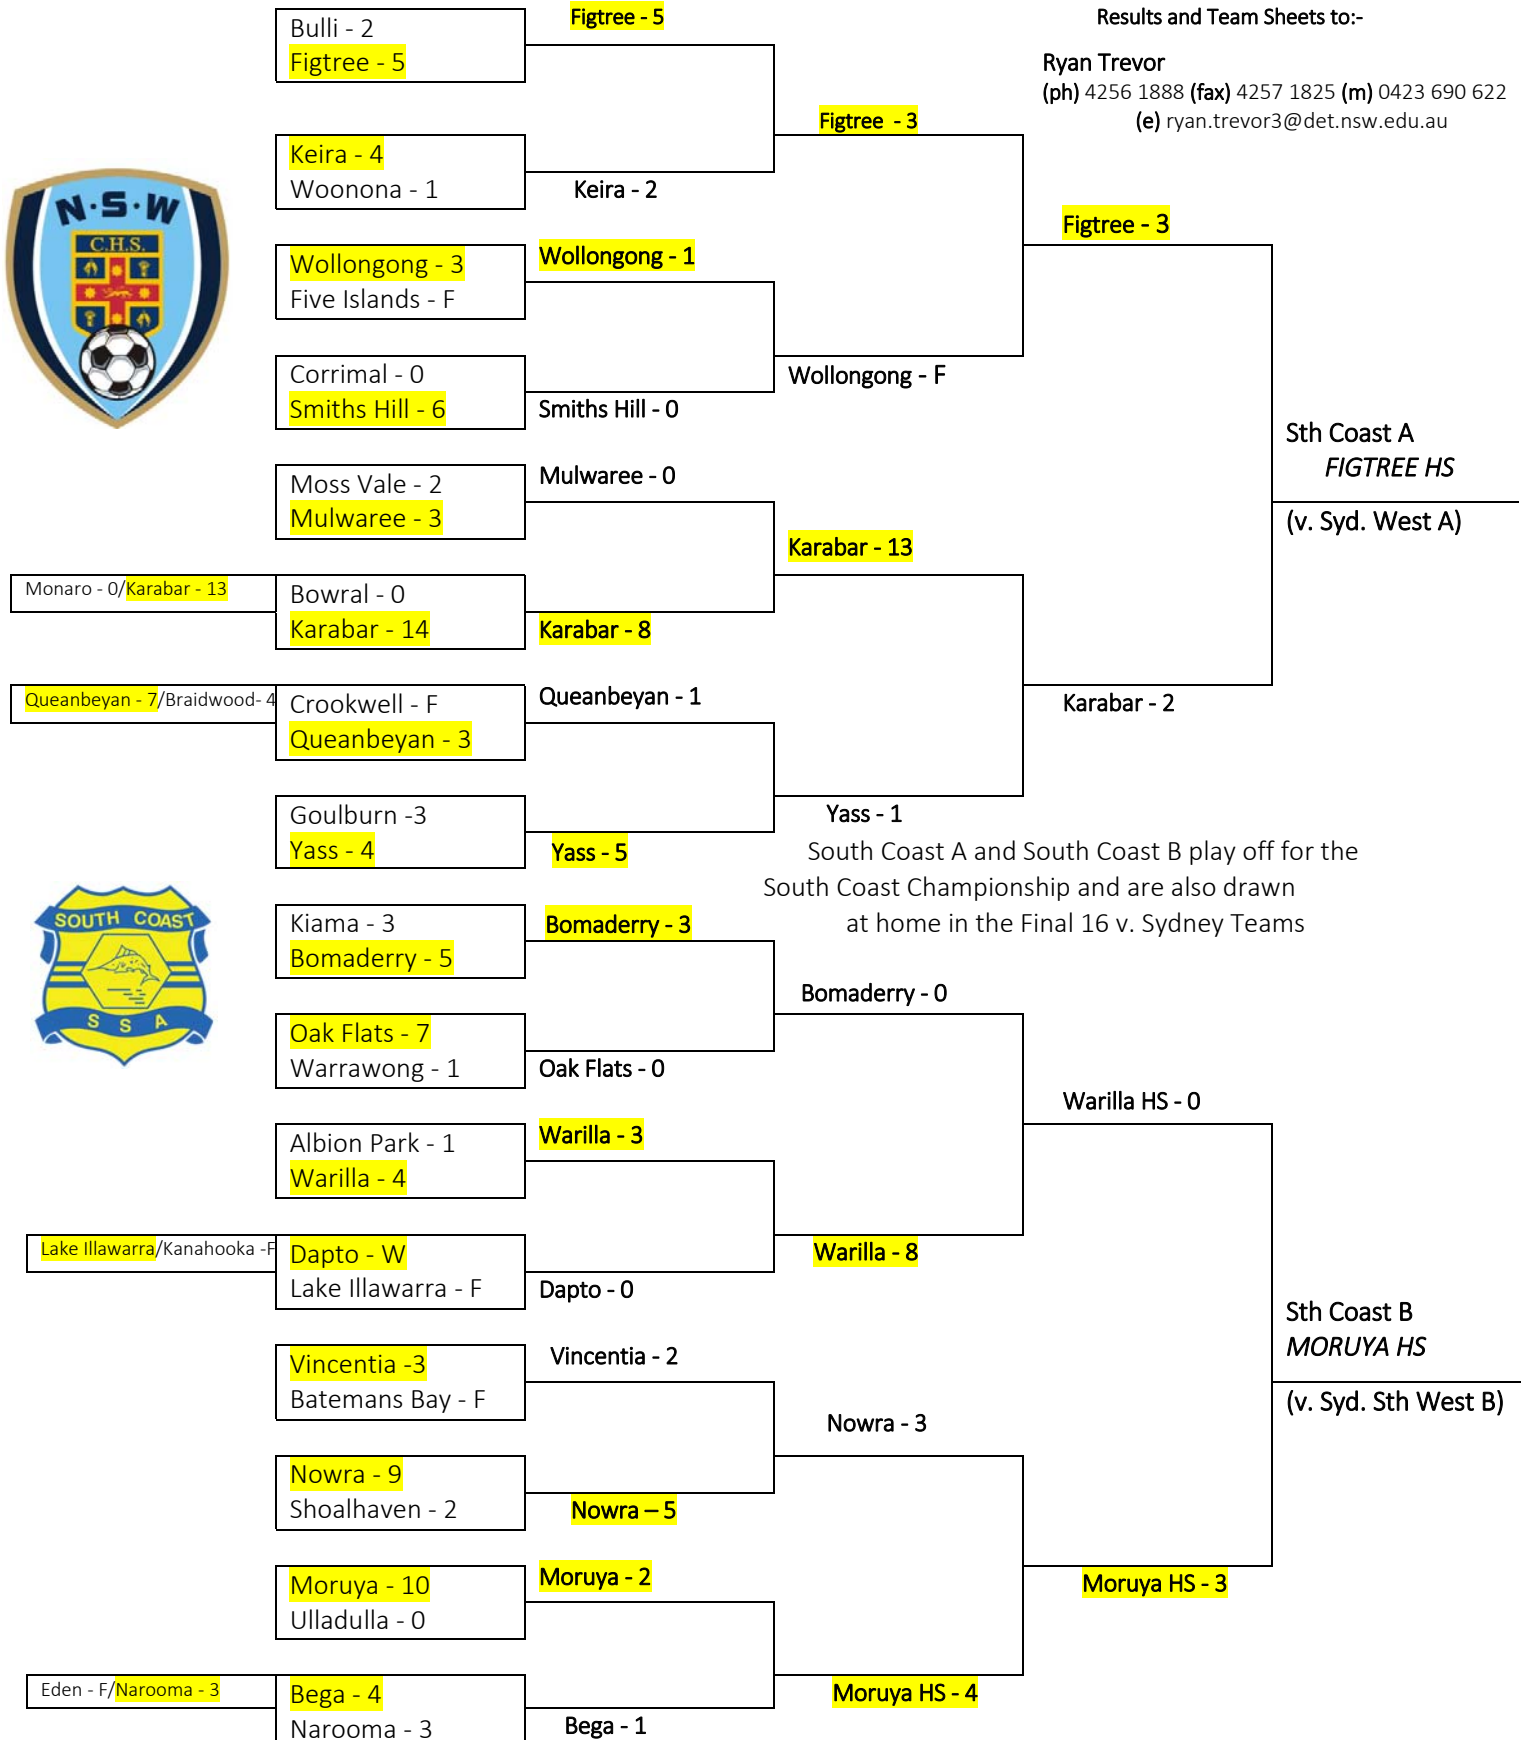 Results and Team Sheets to:-
Ryan Trevor
(ph) 4256 1888 (fax) 4257 1825 (m) 0423 690 622
(e) ryan.trevor3@det.nsw.edu.au
N·S·W
C.H.S.
Bulli - 2
Figtree - 5
Figtree - 5
Keira - 4
Woonona - 1
Keira - 2
Figtree - 3
Wollongong - 3
Five Islands - F
Wollongong - 1
Corrimal - 0
Smiths Hill - 6
Smiths Hill - 0
Wollongong - F
Figtree - 3
Moss Vale - 2
Mulwaree - 3
Mulwaree - 0
Monaro - 0/Karabar - 13
Bowral - 0
Karabar - 14
Karabar - 8
Karabar - 13
Queanbeyan - 7/Braidwood- 4
Crookwell - F
Queanbeyan - 3
Queanbeyan - 1
Goulburn -3
Yass - 4
Yass - 5
Yass - 1
Karabar - 2
Sth Coast A
FIGTREE HS
(v. Syd. West A)
South Coast A and South Coast B play off for the
South Coast Championship and are also drawn
at home in the Final 16 v. Sydney Teams
SOUTH COAST
S S A
Kiama - 3
Bomaderry - 5
Bomaderry - 3
Oak Flats - 7
Warrawong - 1
Oak Flats - 0
Bomaderry - 0
Albion Park - 1
Warilla - 4
Warilla - 3
Lake Illawarra/Kanahooka -F
Dapto - W
Lake Illawarra - F
Dapto - 0
Warilla - 8
Warilla HS - 0
Vincentia -3
Batemans Bay - F
Vincentia - 2
Nowra - 9
Shoalhaven - 2
Nowra – 5
Nowra - 3
Moruya - 10
Ulladulla - 0
Moruya - 2
Eden - F/Narooma - 3
Bega - 4
Narooma - 3
Bega - 1
Moruya HS - 4
Moruya HS - 3
Sth Coast B
MORUYA HS
(v. Syd. Sth West B)